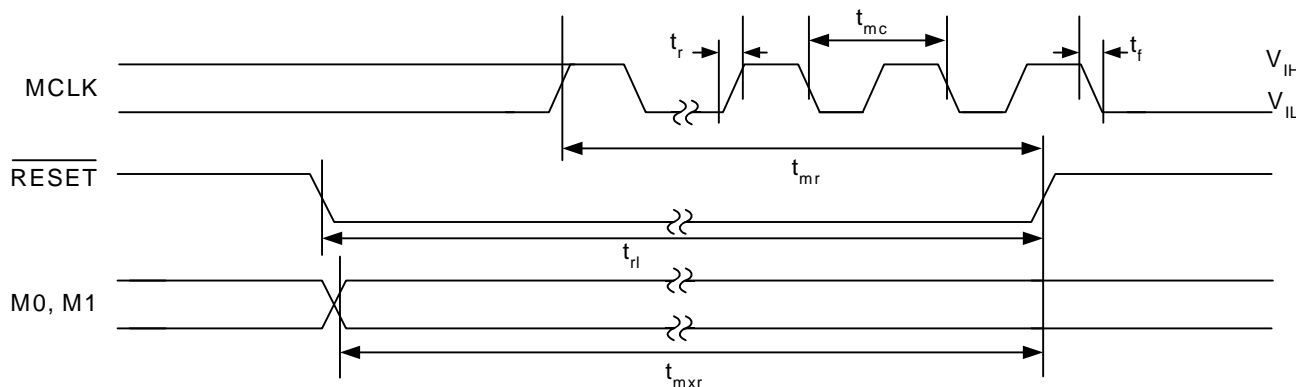 t_mc
t_r
t_f
MCLK
V_IH
V_IL
t_mr
RESET
t_rl
M0, M1
t_mxr